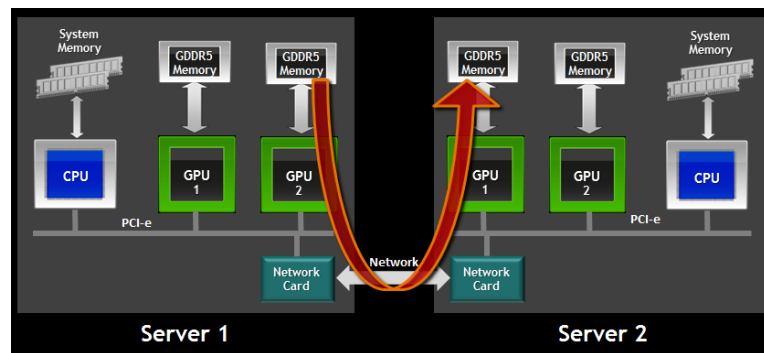 System
Memory
GDDR5
Memory
GDDR5
Memory
CPU
GPU
1
GPU
2
PCI-e
Network
Card
Server 1
Network
GDDR5
Memory
GDDR5
Memory
System
Memory
GPU
1
GPU
2
CPU
PCI-e
Network
Card
Server 2